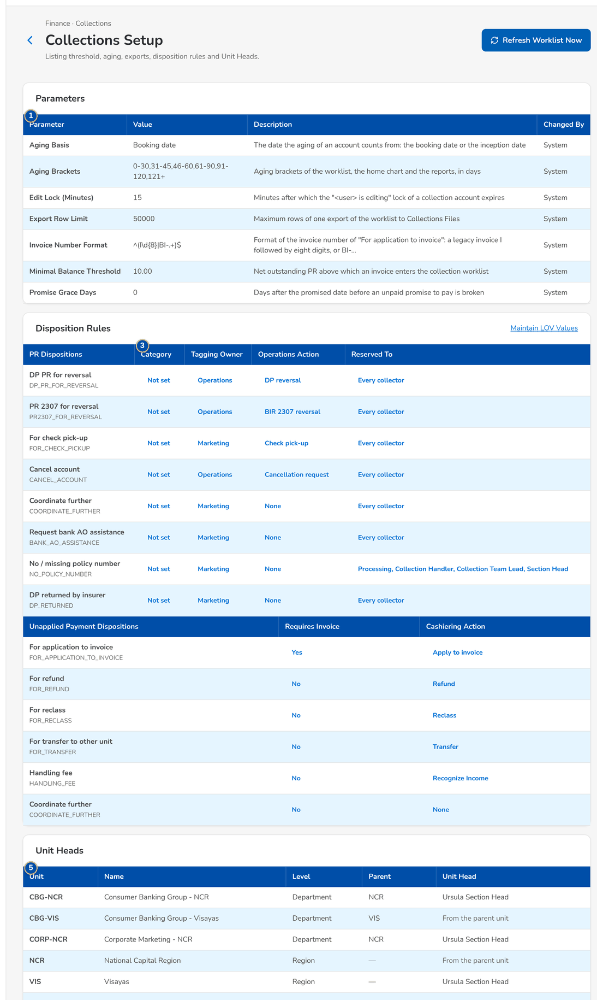 Finance · Collections
Collections Setup
Refresh Worklist Now
Listing threshold, aging, exports, disposition rules and Unit Heads.
Parameters
1
Parameter Value Description Changed By
Aging Basis Booking date The date the aging of an account counts from: the booking date or the inception date System
Aging Brackets 0-30,31-45,46-60,61-90,91-120,121+ Aging brackets of the worklist, the home chart and the reports, in days System
Edit Lock (Minutes) 15 Minutes after which the "<user> is editing" lock of a collection account expires System
Export Row Limit 50000 Maximum rows of one export of the worklist to Collections Files System
Invoice Number Format ^(I\d{8}|BI-.+)$ Format of the invoice number of "For application to invoice": a legacy invoice I followed by eight digits, or BI-... System
Minimal Balance Threshold 10.00 Net outstanding PR above which an invoice enters the collection worklist System
Promise Grace Days 0 Days after the promised date before an unpaid promise to pay is broken System
Disposition Rules Maintain LOV Values
3
PR Dispositions Category Tagging Owner Operations Action Reserved To
DP PR for reversal
DP_PR_FOR_REVERSAL Not set Operations DP reversal Every collector
PR 2307 for reversal
PR2307_FOR_REVERSAL Not set Operations BIR 2307 reversal Every collector
For check pick-up
FOR_CHECK_PICKUP Not set Marketing Check pick-up Every collector
Cancel account
CANCEL_ACCOUNT Not set Operations Cancellation request Every collector
Coordinate further
COORDINATE_FURTHER Not set Marketing None Every collector
Request bank AO assistance
BANK_AO_ASSISTANCE Not set Marketing None Every collector
No / missing policy number
NO_POLICY_NUMBER Not set Marketing None Processing, Collection Handler, Collection Team Lead, Section Head
DP returned by insurer
DP_RETURNED Not set Marketing None Every collector
Unapplied Payment Dispositions Requires Invoice Cashiering Action
For application to invoice
FOR_APPLICATION_TO_INVOICE Yes Apply to invoice
For refund
FOR_REFUND No Refund
For reclass
FOR_RECLASS No Reclass
For transfer to other unit
FOR_TRANSFER No Transfer
Handling fee
HANDLING_FEE No Recognize Income
Coordinate further
COORDINATE_FURTHER No None
Unit Heads
5
Unit Name Level Parent Unit Head
CBG-NCR Consumer Banking Group - NCR Department NCR Ursula Section Head
CBG-VIS Consumer Banking Group - Visayas Department VIS From the parent unit
CORP-NCR Corporate Marketing - NCR Department NCR Ursula Section Head
NCR National Capital Region Region — From the parent unit
VIS Visayas Region — Ursula Section Head